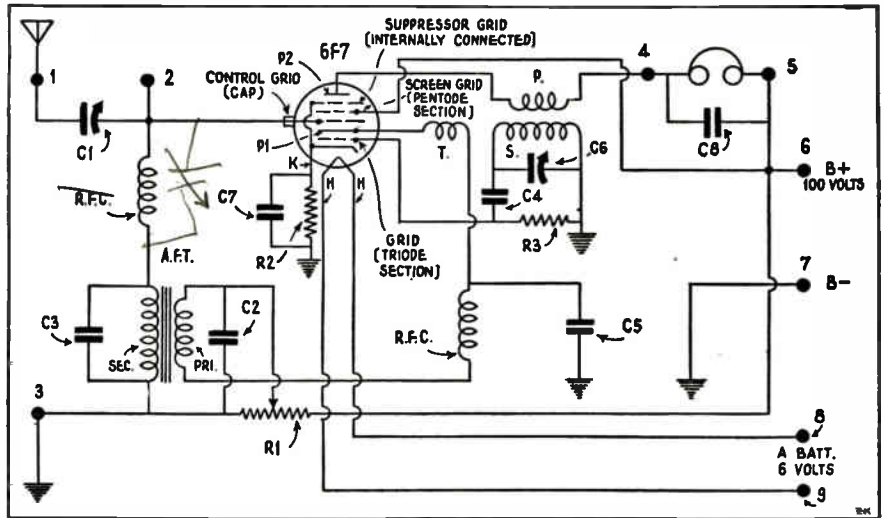 SUPPRESSOR GRID
(INTERNALLY CONNECTED)
6F7
P2
CONTROL GRID
(CAP)
SCREEN GRID
(PENTODE
SECTION)
P.
1
2
4
5
C1
P1
K
H
H
T.
S.
C6
C8
6
B+
100 VOLTS
R.F.C.
C7
R2
C4
R3
GRID
(TRIODE
SECTION)
A.F.T.
7
B-
C3
SEC.
PRI.
C2
R.F.C.
C5
3
R1
8
A BATT.
6 VOLTS
9